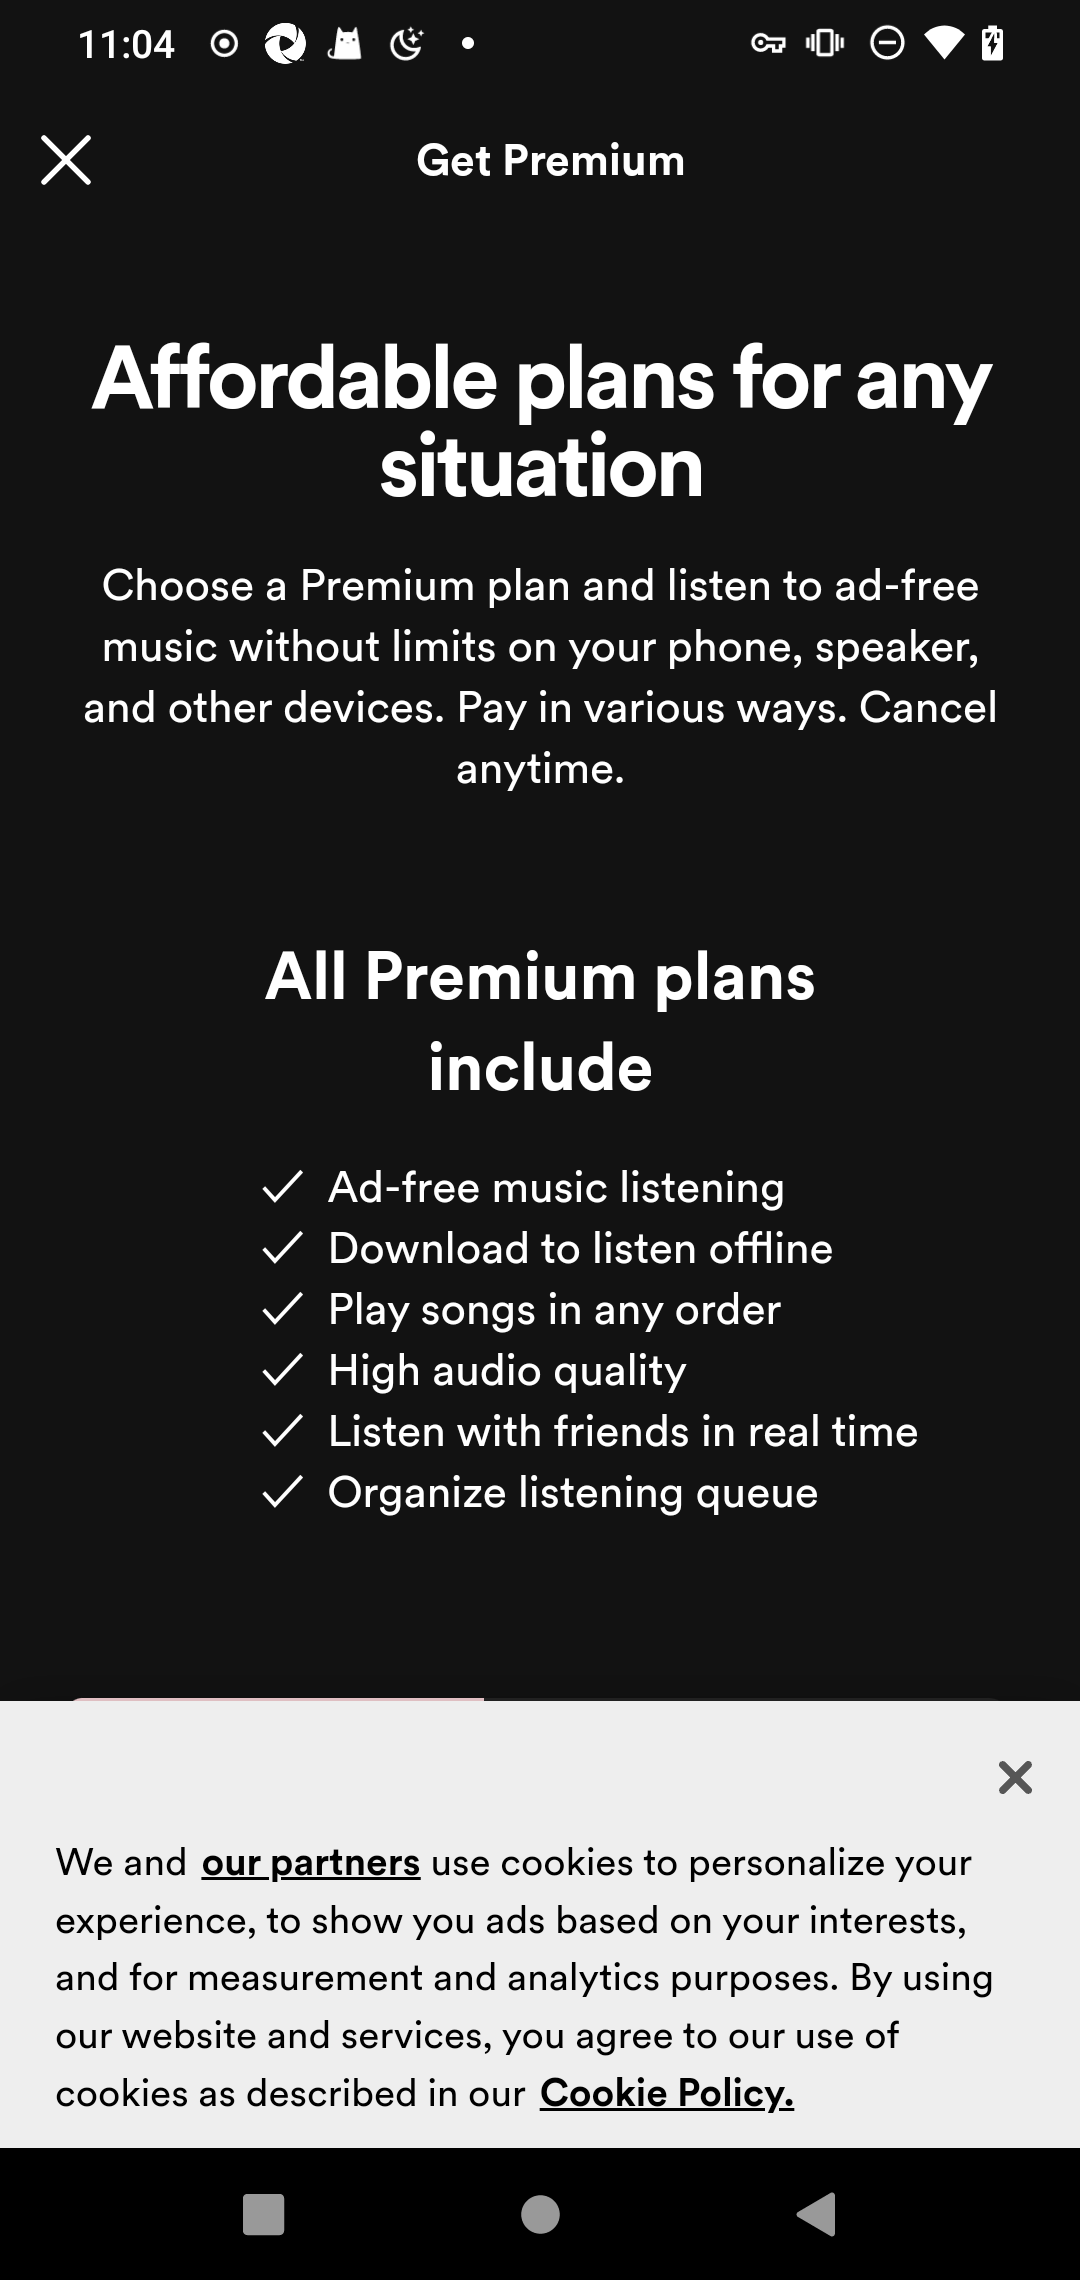 11:04
Get Premium
Affordable plans for any
situation
Choose a Premium plan and listen to ad-free
music without limits on your phone, speaker,
and other devices. Pay in various ways. Cancel
anytime.
All Premium plans
include
Ad-free music listening
Download to listen offline
Play songs in any order
High audio quality
Listen with friends in real time
Organize listening queue
We and our partners use cookies to personalize your
experience, to show you ads based on your interests,
and for measurement and analytics purposes. By using
our website and services, you agree to our use of
cookies as described in our Cookie Policy.